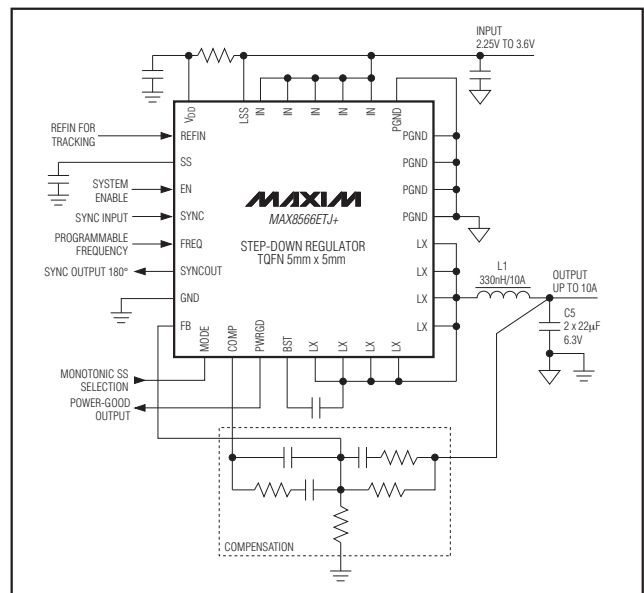 INPUT
2.25V TO 3.6V
VDD
LSS
IN
IN
IN
IN
IN
PGND
REFIN FOR
TRACKING
REFIN
PGND
SS
PGND
SYSTEM
ENABLE
EN
MAXIM
PGND
SYNC INPUT
SYNC
MAX8566ETJ+
PGND
PROGRAMMABLE
FREQUENCY
FREQ
STEP-DOWN REGULATOR
TQFN 5mm x 5mm
LX
SYNC OUTPUT 180°
SYNCOUT
L1
330nH/10A
OUTPUT
UP TO 10A
GND
LX
FB
LX
C5
2 x 22µF
6.3V
MODE
COMP
PWRGD
BST
LX
LX
LX
LX
MONOTONIC SS
SELECTION
POWER-GOOD
OUTPUT
COMPENSATION